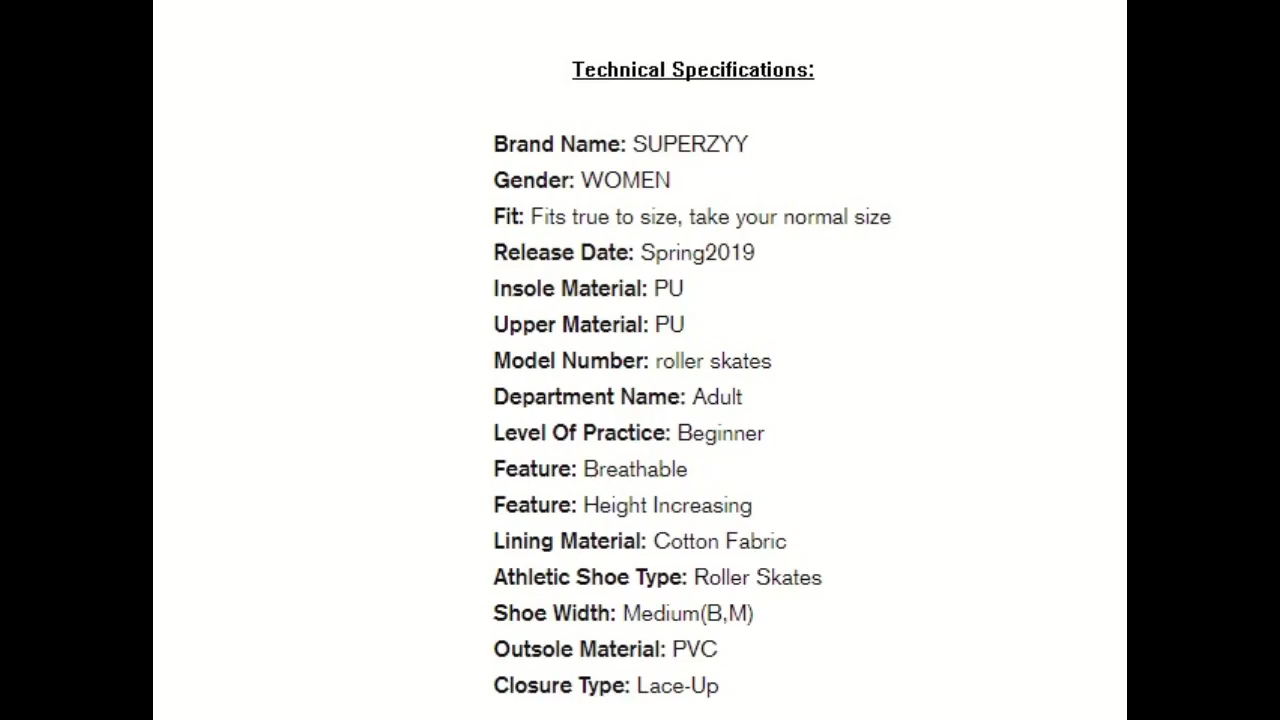 Technical Specifications:
Brand Name: SUPERZYY
Gender: WOMEN
Fit: Fits true to size, take your normal size
Release Date: Spring2019
Insole Material: PU
Upper Material: PU
Model Number: roller skates
Department Name: Adult
Level Of Practice: Beginner
Feature: Breathable
Feature: Height Increasing
Lining Material: Cotton Fabric
Athletic Shoe Type: Roller Skates
Shoe Width: Medium(B,M)
Outsole Material: PVC
Closure Type: Lace-Up